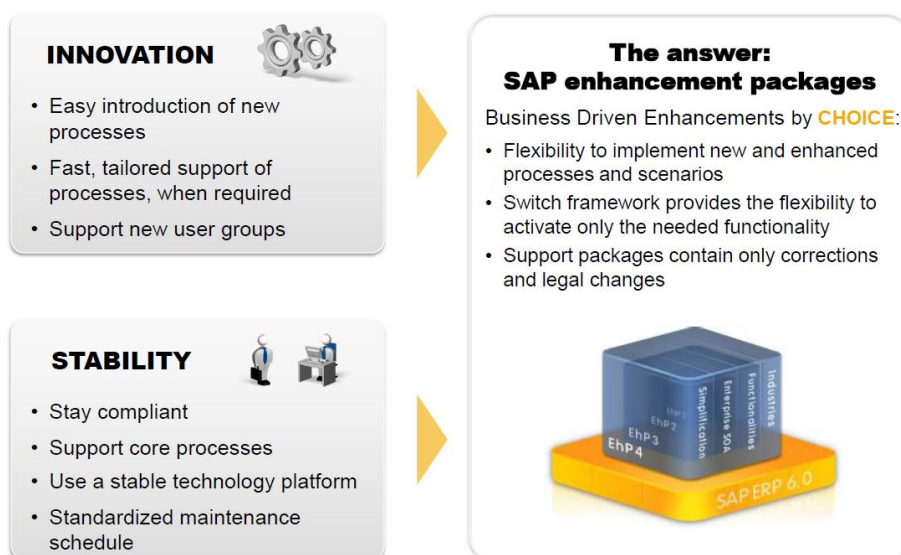 INNOVATION
• Easy introduction of new
processes
• Fast, tailored support of
processes, when required
• Support new user groups
STABILITY
• Stay compliant
• Support core processes
• Use a stable technology platform
• Standardized maintenance
schedule
The answer:
SAP enhancement packages
Business Driven Enhancements by CHOICE:
• Flexibility to implement new and enhanced
processes and scenarios
• Switch framework provides the flexibility to
activate only the needed functionality
• Support packages contain only corrections
and legal changes
EhP1
EhP2
EhP3
EhP4
Simplification
Enterprise SOA
Functionalities
Industries
SAP ERP 6.0